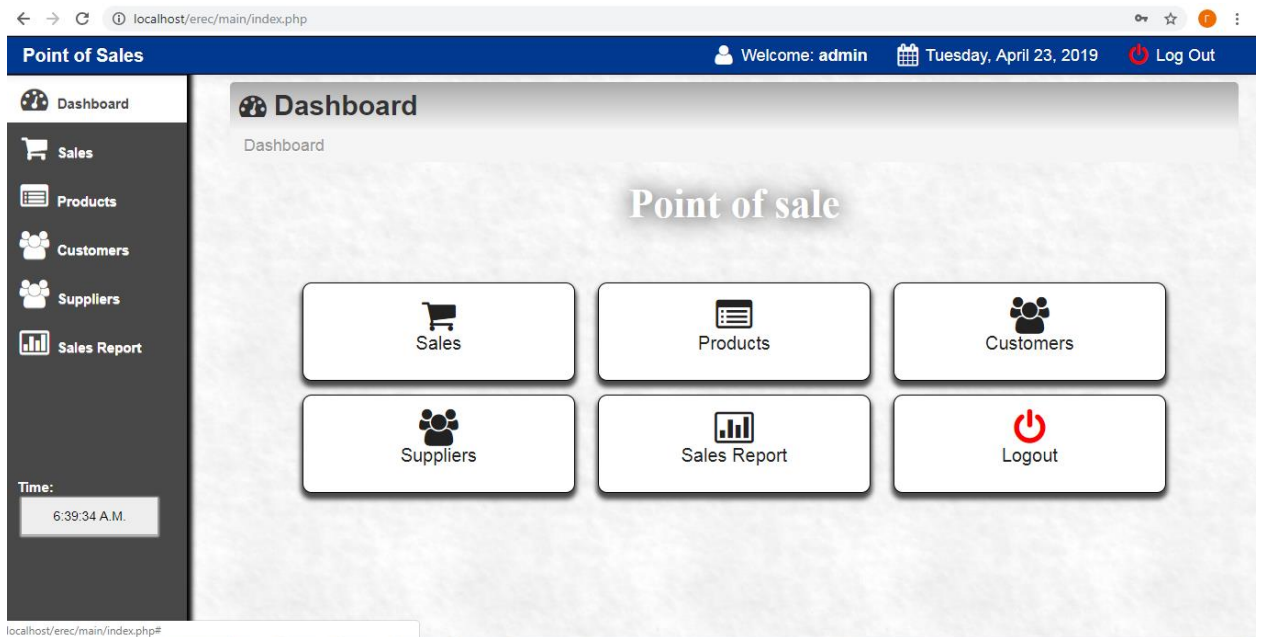 localhost/erec/main/index.php
r
Point of Sales
Welcome: admin
Tuesday, April 23, 2019
Log Out
Dashboard
Sales
Products
Customers
Suppliers
Sales Report
Time:
6:39:34 A.M.
Dashboard
Dashboard
Point of sale
Sales
Products
Customers
Suppliers
Sales Report
Logout
localhost/erec/main/index.php#